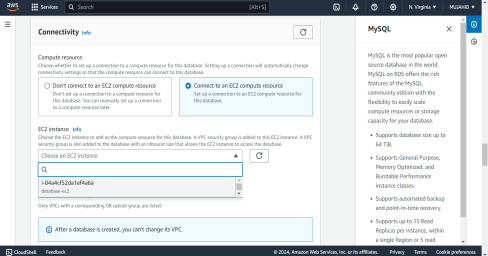 aws
Services
Search
[Alt+S]
N. Virginia
MUJAHID
Connectivity Info
Compute resource
Choose whether to set up a connection to a compute resource for this database. Setting up a connection will automatically change
connectivity settings so that the compute resource can connect to this database.
Don't connect to an EC2 compute resource
Don't set up a connection to a compute resource for
this database. You can manually set up a connection
to a compute resource later.
Connect to an EC2 compute resource
Set up a connection to an EC2 compute resource for
this database.
EC2 instance Info
Choose the EC2 instance to add as the compute resource for this database. A VPC security group is added to this EC2 instance. A VPC
security group is also added to the database with an inbound rule that allows the EC2 instance to access the database.
Choose an EC2 instance
i-04a4cf52da1ef4a6a
database-ec2
Only VPCs with a corresponding DB subnet group are listed.
After a database is created, you can't change its VPC.
MySQL
MySQL is the most popular open
source database in the world.
MySQL on RDS offers the rich
features of the MySQL
community edition with the
flexibility to easily scale
compute resources or storage
capacity for your database.
• Supports database size up to
64 TiB.
• Supports General Purpose,
Memory Optimized, and
Burstable Performance
instance classes.
• Supports automated backup
and point-in-time recovery.
• Supports up to 15 Read
Replicas per instance, within
a single Region or 5 read
CloudShell Feedback
© 2024, Amazon Web Services, Inc. or its affiliates. Privacy Terms Cookie preferences